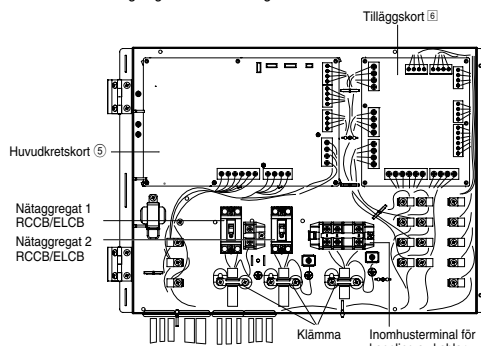 Tilläggskort 6
Huvudkretskort ⑤
Nätaggregat 1
RCCB/ELCB
Nätaggregat 2
RCCB/ELCB
Klämma
Inomhusterminal för